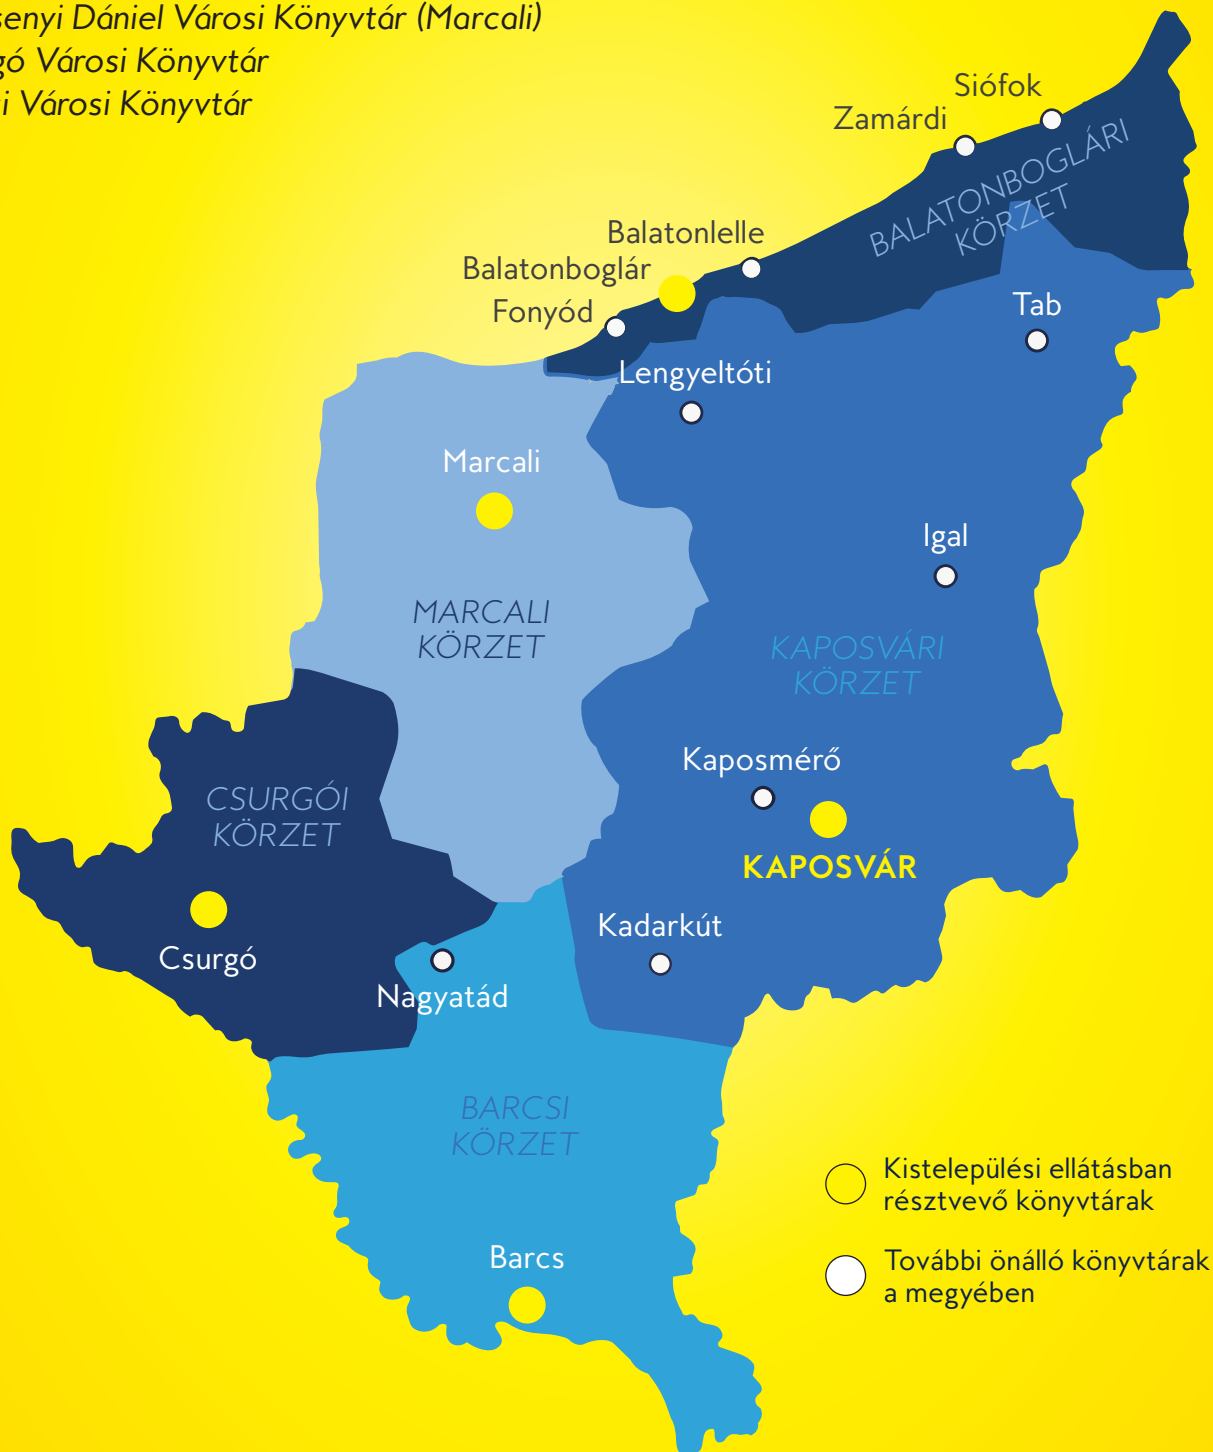 senyi Dániel Városi Könyvtár (Marcali)
gó Városi Könyvtár
i Városi Könyvtár
Siófok
Zamárdi
BALATONBOGLÁRI
KÖRZET
Balatonlelle
Balatonboglár
Fonyód
Tab
Lengyeltóti
Marcali
Igal
MARCALI
KÖRZET
KAPOSVÁRI
KÖRZET
Kaposmérő
CSURGÓI
KÖRZET
KAPOSVÁR
Kadarkút
Csurgó
Nagyatád
BARCSI
KÖRZET
Kistelepülési ellátásban
résztvevő könyvtárak
Barcs
További önálló könyvtárak
a megyében